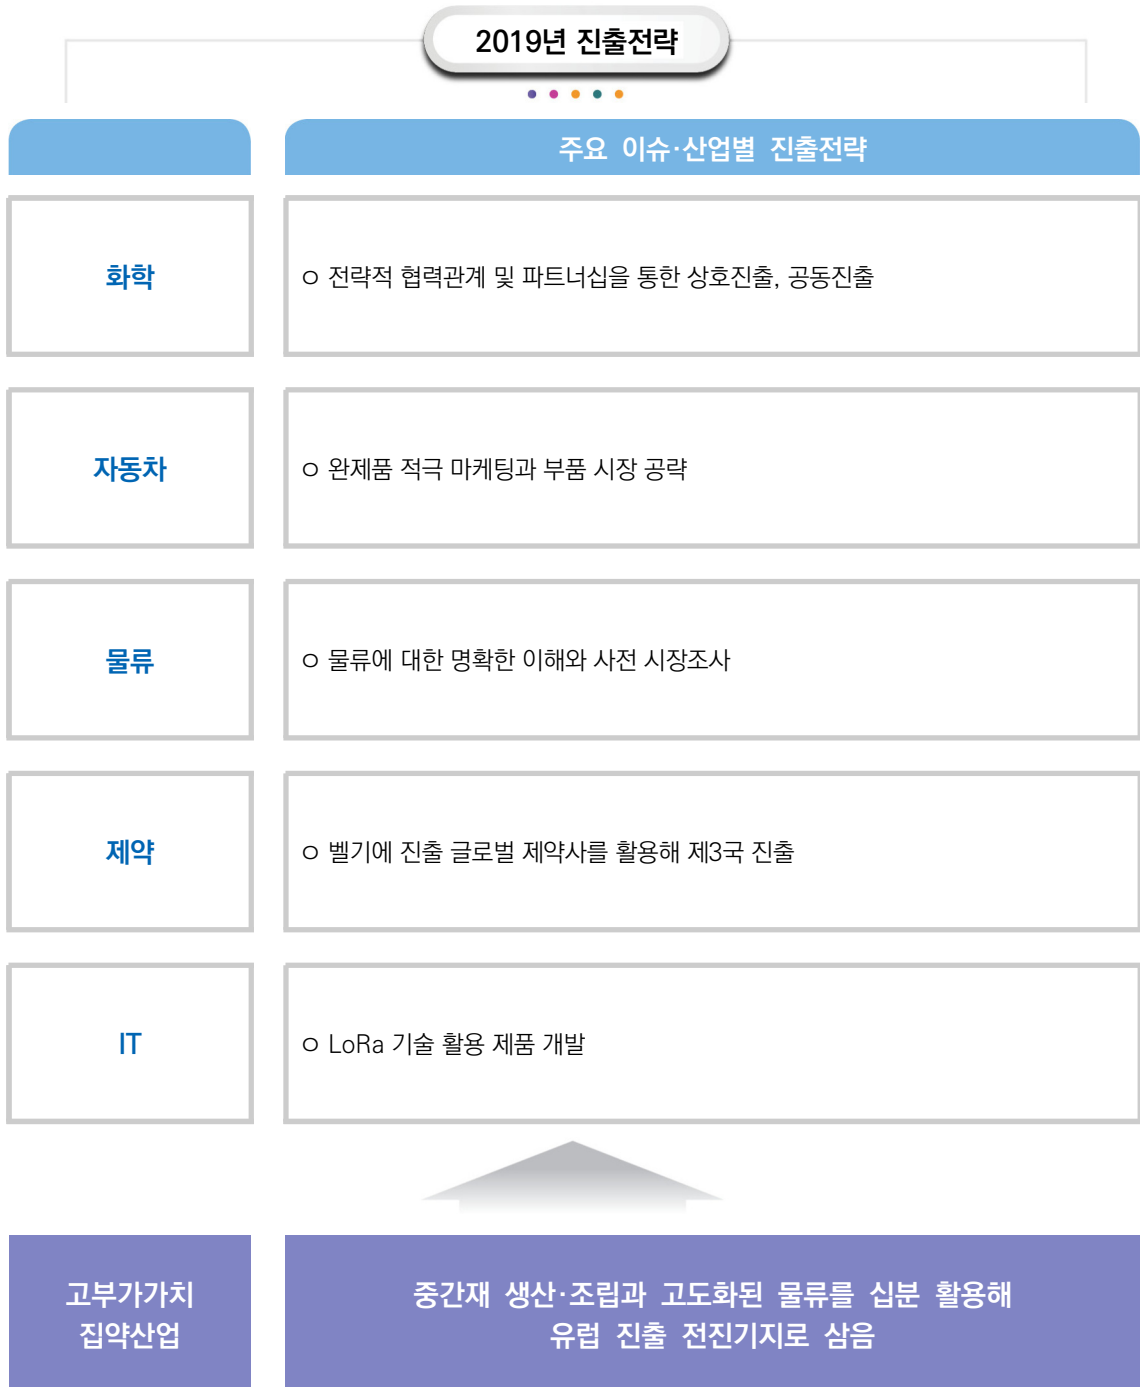 2019년 진출전략
주요 이슈·산업별 진출전략
화학
ㅇ 전략적 협력관계 및 파트너십을 통한 상호진출, 공동진출
자동차
ㅇ 완제품 적극 마케팅과 부품 시장 공략
물류
ㅇ 물류에 대한 명확한 이해와 사전 시장조사
제약
ㅇ 벨기에 진출 글로벌 제약사를 활용해 제3국 진출
IT
ㅇ LoRa 기술 활용 제품 개발
고부가가치
집약산업
중간재 생산·조립과 고도화된 물류를 십분 활용해
유럽 진출 전진기지로 삼음